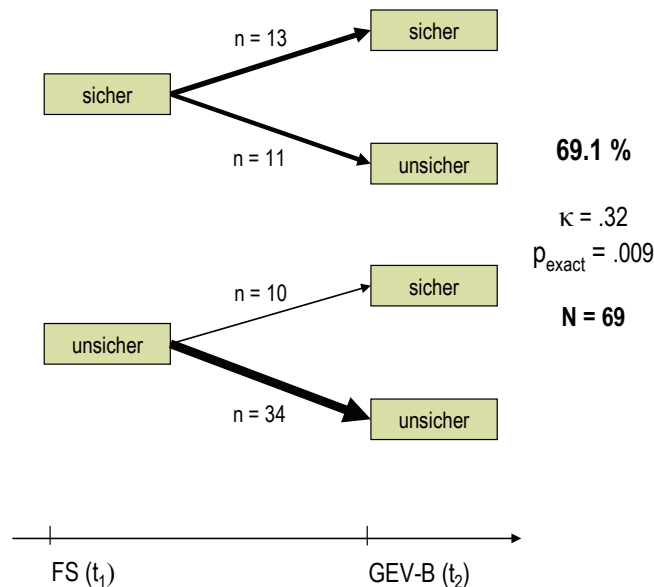 sicher
n = 13
sicher
n = 11
unsicher
69.1 %
κ = .32
p_exact = .009
N = 69
unsicher
n = 10
sicher
n = 34
unsicher
FS (t₁)
GEV-B (t₂)